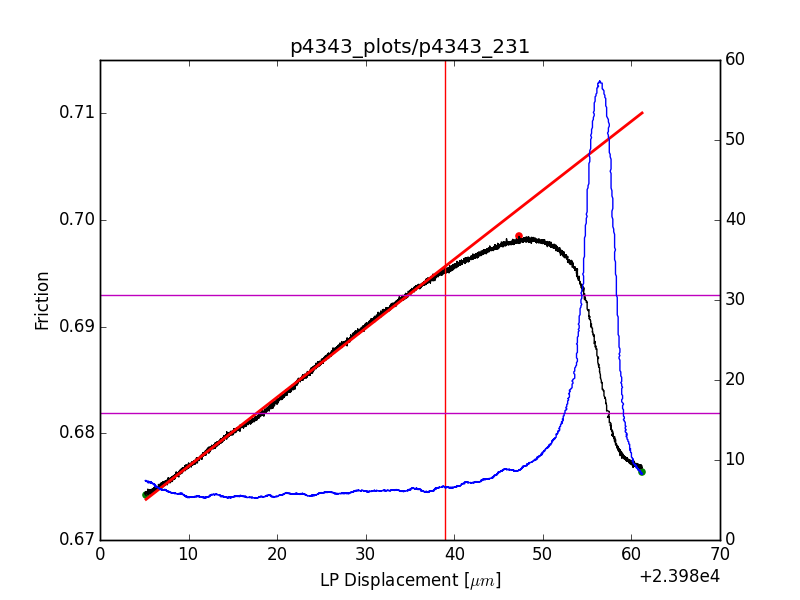 p4343_plots/p4343_231
0.71
0.70
0.69
0.68
0.67
Friction
60
50
40
30
20
10
0
0 10 20 30 40 50 60 70
LP Displacement [μm]
+2.398e4